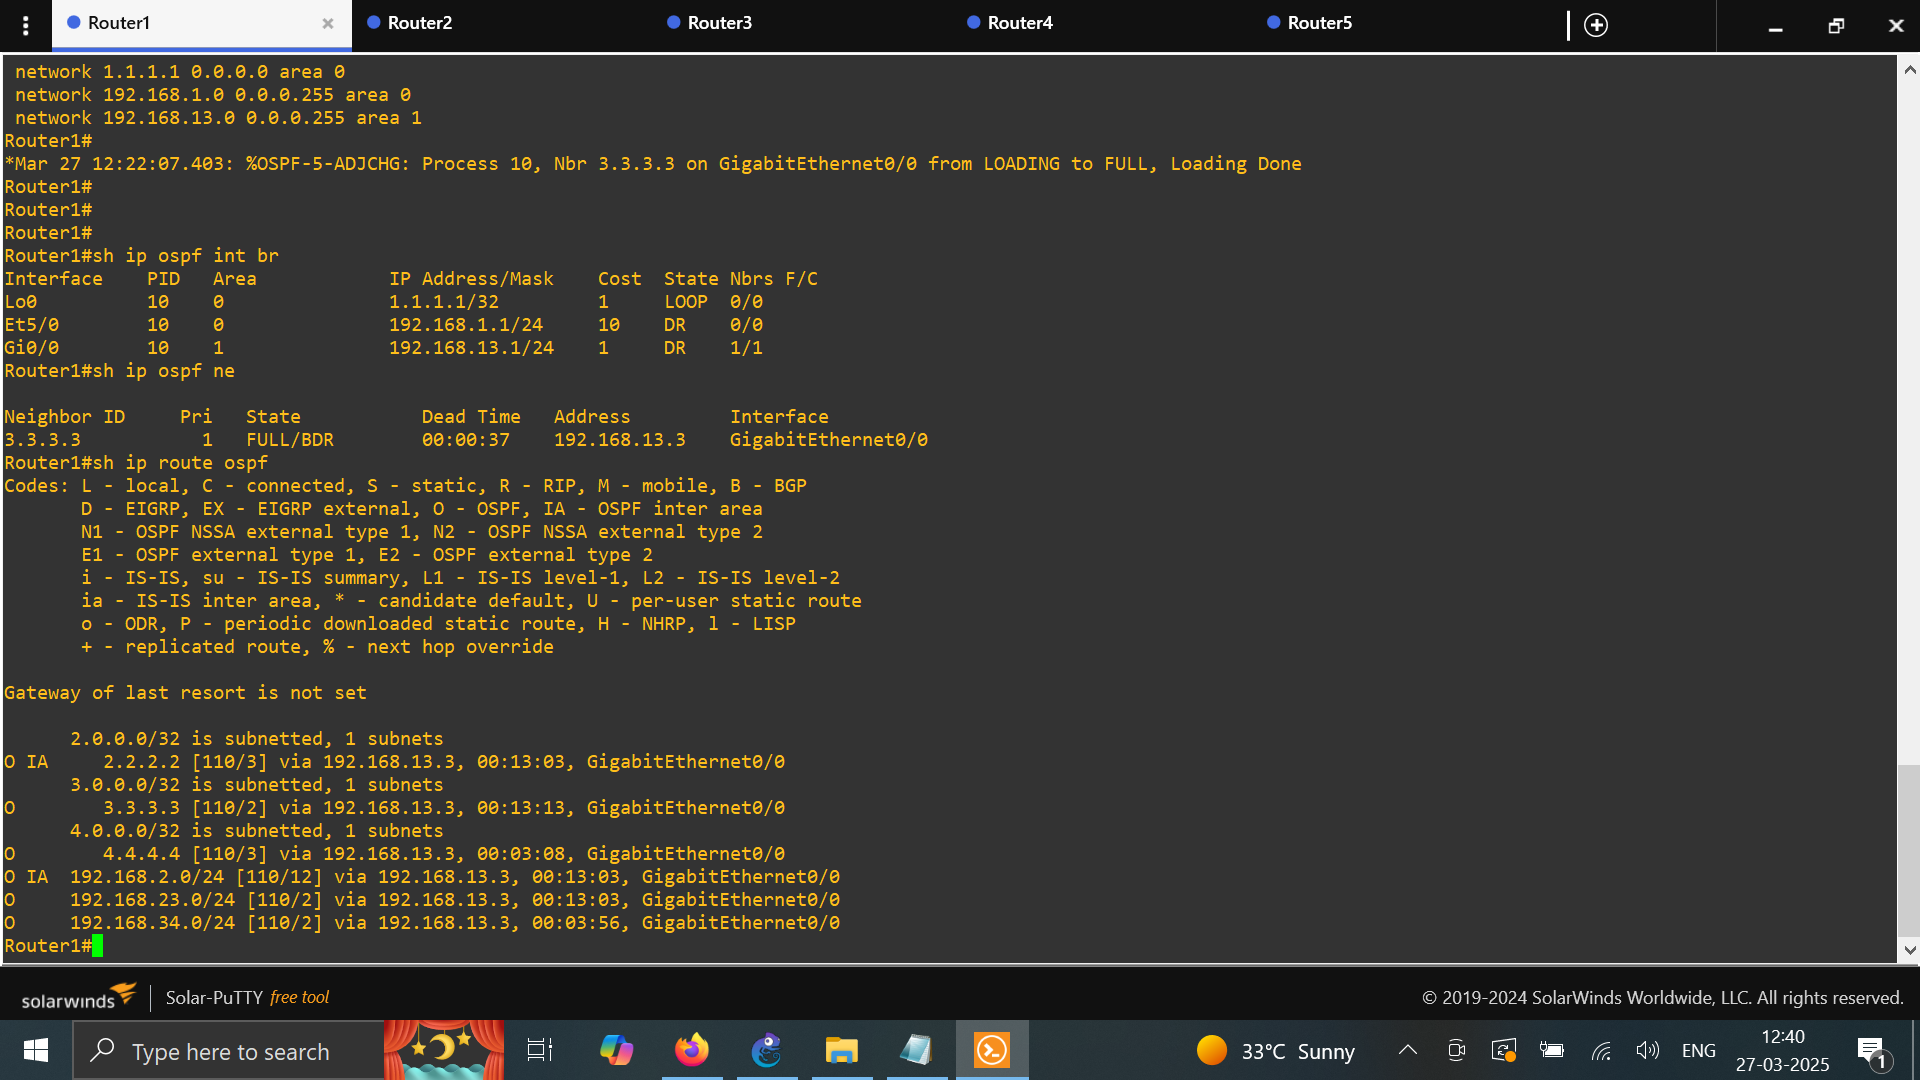 Router1 × Router2 Router3 Router4 Router5
network 1.1.1.1 0.0.0.0 area 0
network 192.168.1.0 0.0.0.255 area 0
network 192.168.13.0 0.0.0.255 area 1
Router1#
*Mar 27 12:22:07.403: %OSPF-5-ADJCHG: Process 10, Nbr 3.3.3.3 on GigabitEthernet0/0 from LOADING to FULL, Loading Done
Router1#
Router1#
Router1#
Router1#sh ip ospf int br
Interface    PID   Area            IP Address/Mask    Cost  State Nbrs F/C
Lo0          10    0               1.1.1.1/32         1     LOOP  0/0
Et5/0        10    0               192.168.1.1/24     10    DR    0/0
Gi0/0        10    1               192.168.13.1/24    1     DR    1/1
Router1#sh ip ospf ne
Neighbor ID     Pri   State           Dead Time   Address         Interface
3.3.3.3           1   FULL/BDR        00:00:37    192.168.13.3    GigabitEthernet0/0
Router1#sh ip route ospf
Codes: L - local, C - connected, S - static, R - RIP, M - mobile, B - BGP
D - EIGRP, EX - EIGRP external, O - OSPF, IA - OSPF inter area
N1 - OSPF NSSA external type 1, N2 - OSPF NSSA external type 2
E1 - OSPF external type 1, E2 - OSPF external type 2
i - IS-IS, su - IS-IS summary, L1 - IS-IS level-1, L2 - IS-IS level-2
ia - IS-IS inter area, * - candidate default, U - per-user static route
o - ODR, P - periodic downloaded static route, H - NHRP, l - LISP
+ - replicated route, % - next hop override
Gateway of last resort is not set
2.0.0.0/32 is subnetted, 1 subnets
O IA     2.2.2.2 [110/3] via 192.168.13.3, 00:13:03, GigabitEthernet0/0
3.0.0.0/32 is subnetted, 1 subnets
O        3.3.3.3 [110/2] via 192.168.13.3, 00:13:13, GigabitEthernet0/0
4.0.0.0/32 is subnetted, 1 subnets
O        4.4.4.4 [110/3] via 192.168.13.3, 00:03:08, GigabitEthernet0/0
O IA  192.168.2.0/24 [110/12] via 192.168.13.3, 00:13:03, GigabitEthernet0/0
O     192.168.23.0/24 [110/2] via 192.168.13.3, 00:13:03, GigabitEthernet0/0
O     192.168.34.0/24 [110/2] via 192.168.13.3, 00:03:56, GigabitEthernet0/0
Router1#
solarwinds Solar-PuTTY free tool © 2019-2024 SolarWinds Worldwide, LLC. All rights reserved.
Type here to search 33°C Sunny ENG 12:40
27-03-2025 1